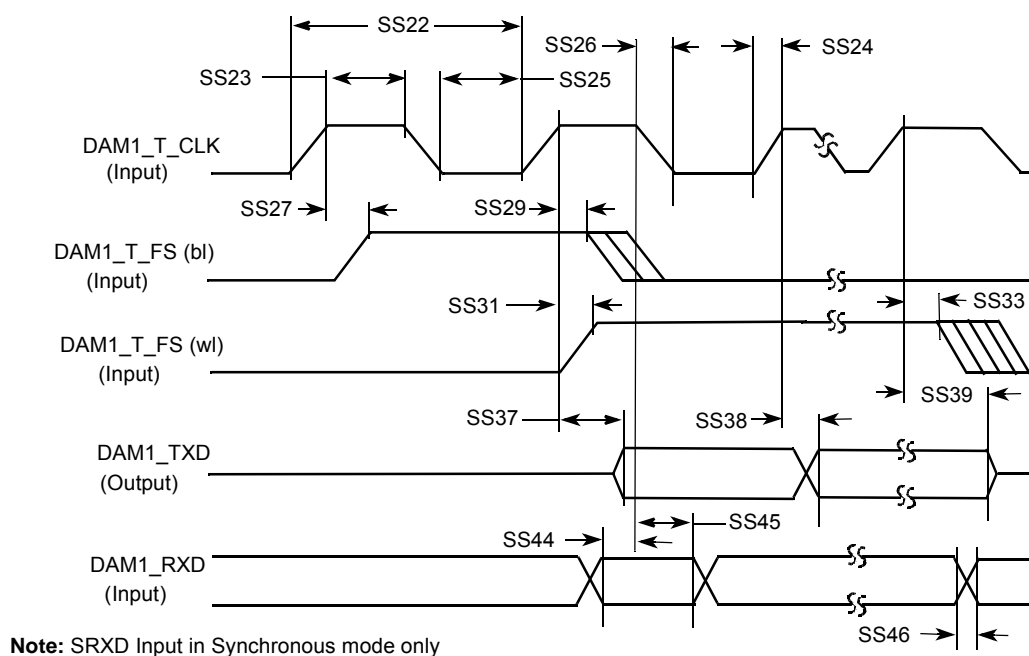 SS22
SS26
SS24
SS23
SS25
DAM1_T_CLK
(Input)
SS27
SS29
DAM1_T_FS (bl)
(Input)
SS31
SS33
DAM1_T_FS (wl)
(Input)
SS37
SS38
SS39
DAM1_TXD
(Output)
SS44
SS45
DAM1_RXD
(Input)
SS46
Note: SRXD Input in Synchronous mode only